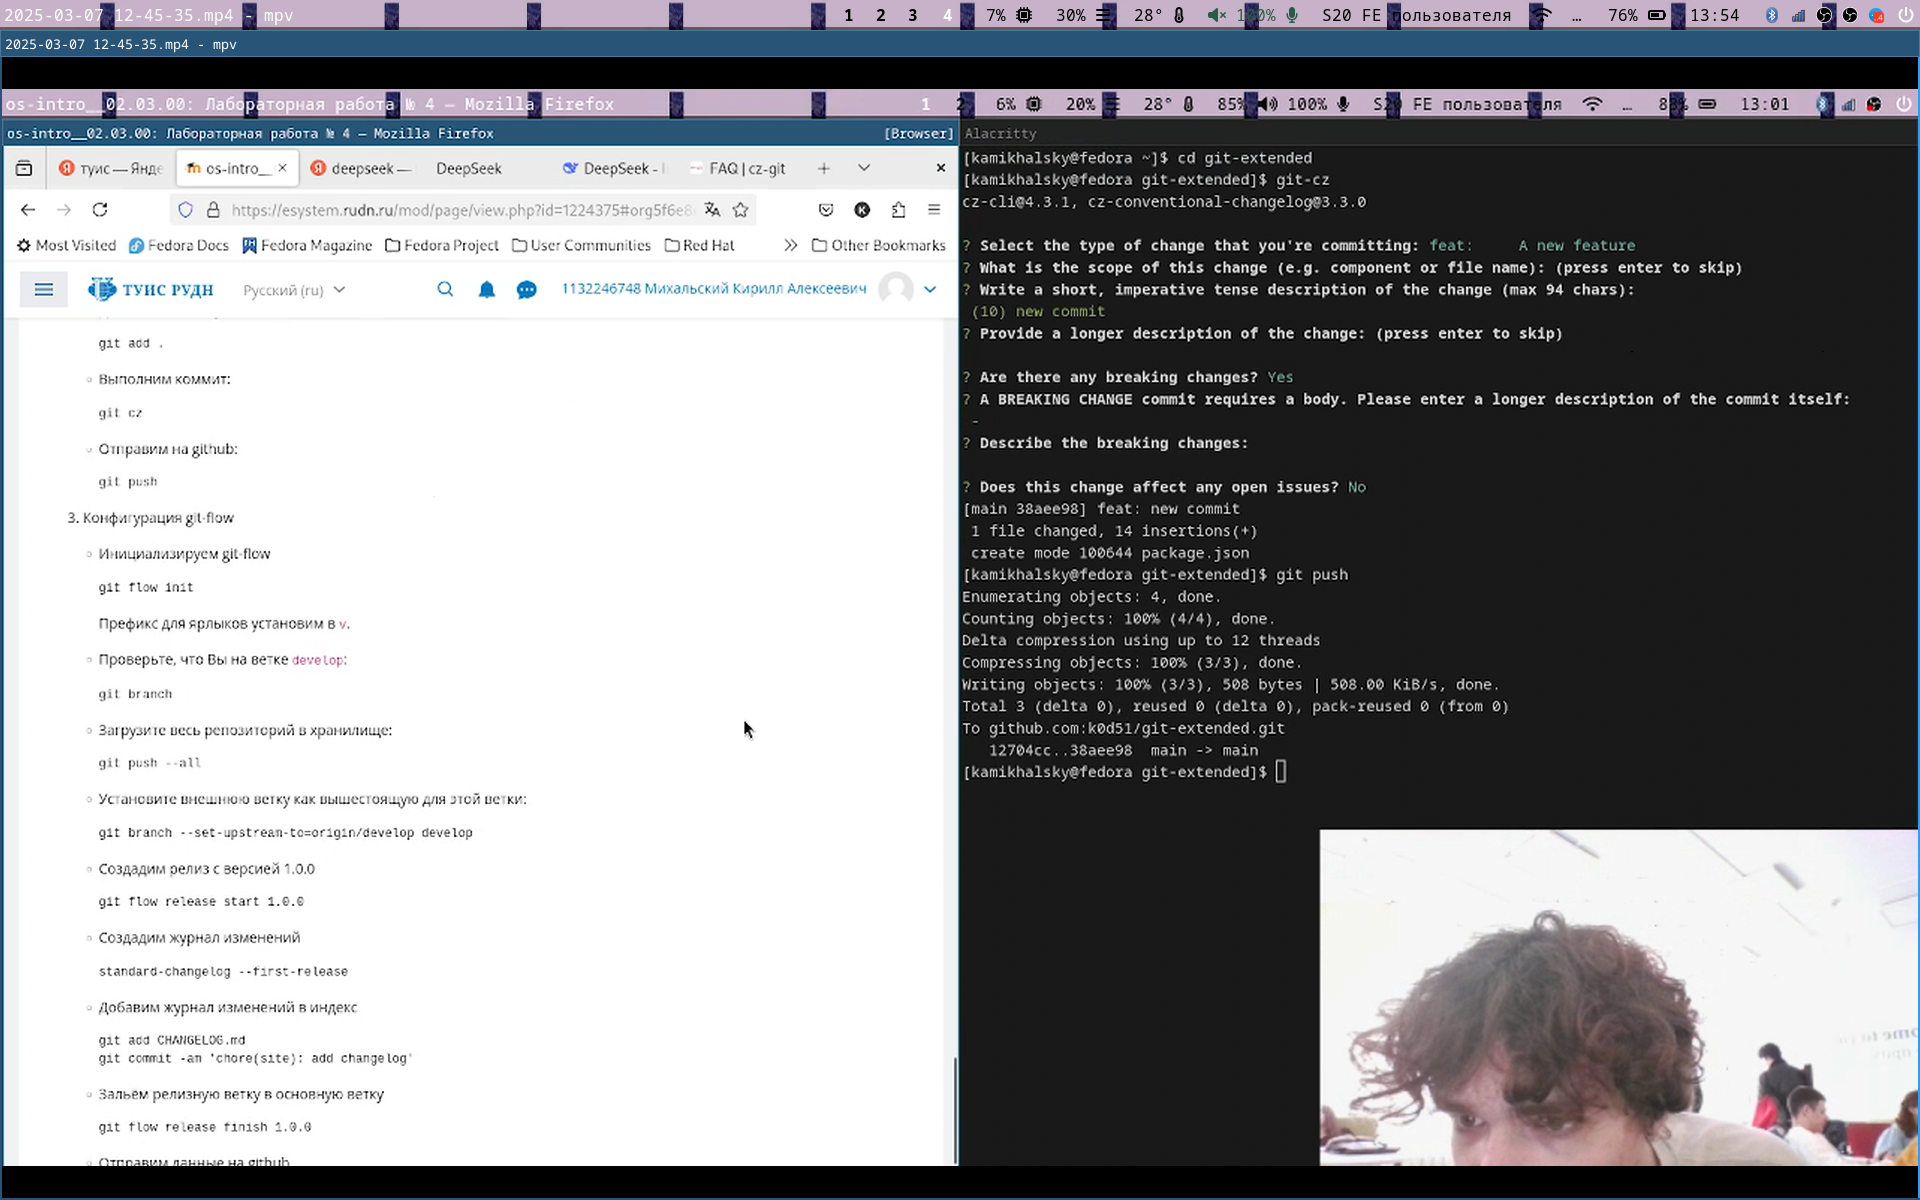 2025-03-07 12-45-35.mp4 - mpv
1 2 3 4 7% 30% 28° S20 FE пользователя … 76% 13:54
2025-03-07 12-45-35.mp4 - mpv
os-intro__02.03.00: Лабораторная работа № 4 — Mozilla Firefox
1 2 6% 20% 28° 85% 100% FE пользователя … 13:01
os-intro__02.03.00: Лабораторная работа № 4 — Mozilla Firefox [Browser]
туис — Янде
os-intro__
deepseek —
DeepSeek
DeepSeek -
FAQ | cz-git
https://esystem.rudn.ru/mod/page/view.php?id=1224375#org5f6e8
Most Visited Fedora Docs Fedora Magazine Fedora Project User Communities Red Hat Other Bookmarks
ТУИС РУДН Русский (ru) 1132246748 Михальский Кирилл Алексеевич
git add .
Выполним коммит:
git cz
Отправим на github:
git push
3. Конфигурация git-flow
Инициализируем git-flow
git flow init
Префикс для ярлыков установим в v.
Проверьте, что Вы на ветке develop:
git branch
Загрузите весь репозиторий в хранилище:
git push --all
Установите внешнюю ветку как вышестоящую для этой ветки:
git branch --set-upstream-to=origin/develop develop
Создадим релиз с версией 1.0.0
git flow release start 1.0.0
Создадим журнал изменений
standard-changelog --first-release
Добавим журнал изменений в индекс
git add CHANGELOG.md
git commit -am 'chore(site): add changelog'
Зальём релизную ветку в основную ветку
git flow release finish 1.0.0
Отправим данные на github
Alacritty
[kamikhalsky@fedora ~]$ cd git-extended
[kamikhalsky@fedora git-extended]$ git-cz
cz-cli@4.3.1, cz-conventional-changelog@3.3.0
? Select the type of change that you're committing: feat:     A new feature
? What is the scope of this change (e.g. component or file name): (press enter to skip)
? Write a short, imperative tense description of the change (max 94 chars):
(10) new commit
? Provide a longer description of the change: (press enter to skip)
? Are there any breaking changes? Yes
? A BREAKING CHANGE commit requires a body. Please enter a longer description of the commit itself:
-
? Describe the breaking changes:
? Does this change affect any open issues? No
[main 38aee98] feat: new commit
1 file changed, 14 insertions(+)
create mode 100644 package.json
[kamikhalsky@fedora git-extended]$ git push
Enumerating objects: 4, done.
Counting objects: 100% (4/4), done.
Delta compression using up to 12 threads
Compressing objects: 100% (3/3), done.
Writing objects: 100% (3/3), 508 bytes | 508.00 KiB/s, done.
Total 3 (delta 0), reused 0 (delta 0), pack-reused 0 (from 0)
To github.com:k0d51/git-extended.git
12704cc..38aee98  main -> main
[kamikhalsky@fedora git-extended]$